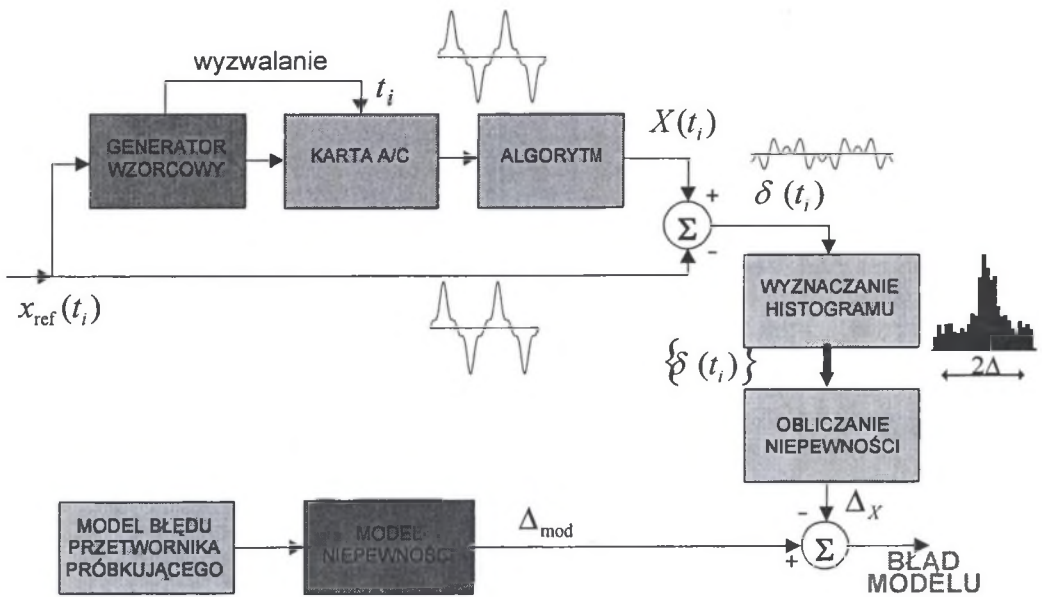 wyzwalanie
t_i
GENERATOR
WZORCOWY
KARTA A/C
ALGORYTM
X(t_i)
+
Σ
-
δ (t_i)
x_ref(t_i)
WYZNACZANIE
HISTOGRAMU
2Δ
{δ (t_i)}
OBLICZANIE
NIEPEWNOŚCI
MODEL BŁĘDU
PRZETWORNIKA
PRÓBKUJĄCEGO
MODEL
NIEPEWNOŚCI
Δ_mod
-
Δ_X
+
Σ
BŁĄD
MODELU